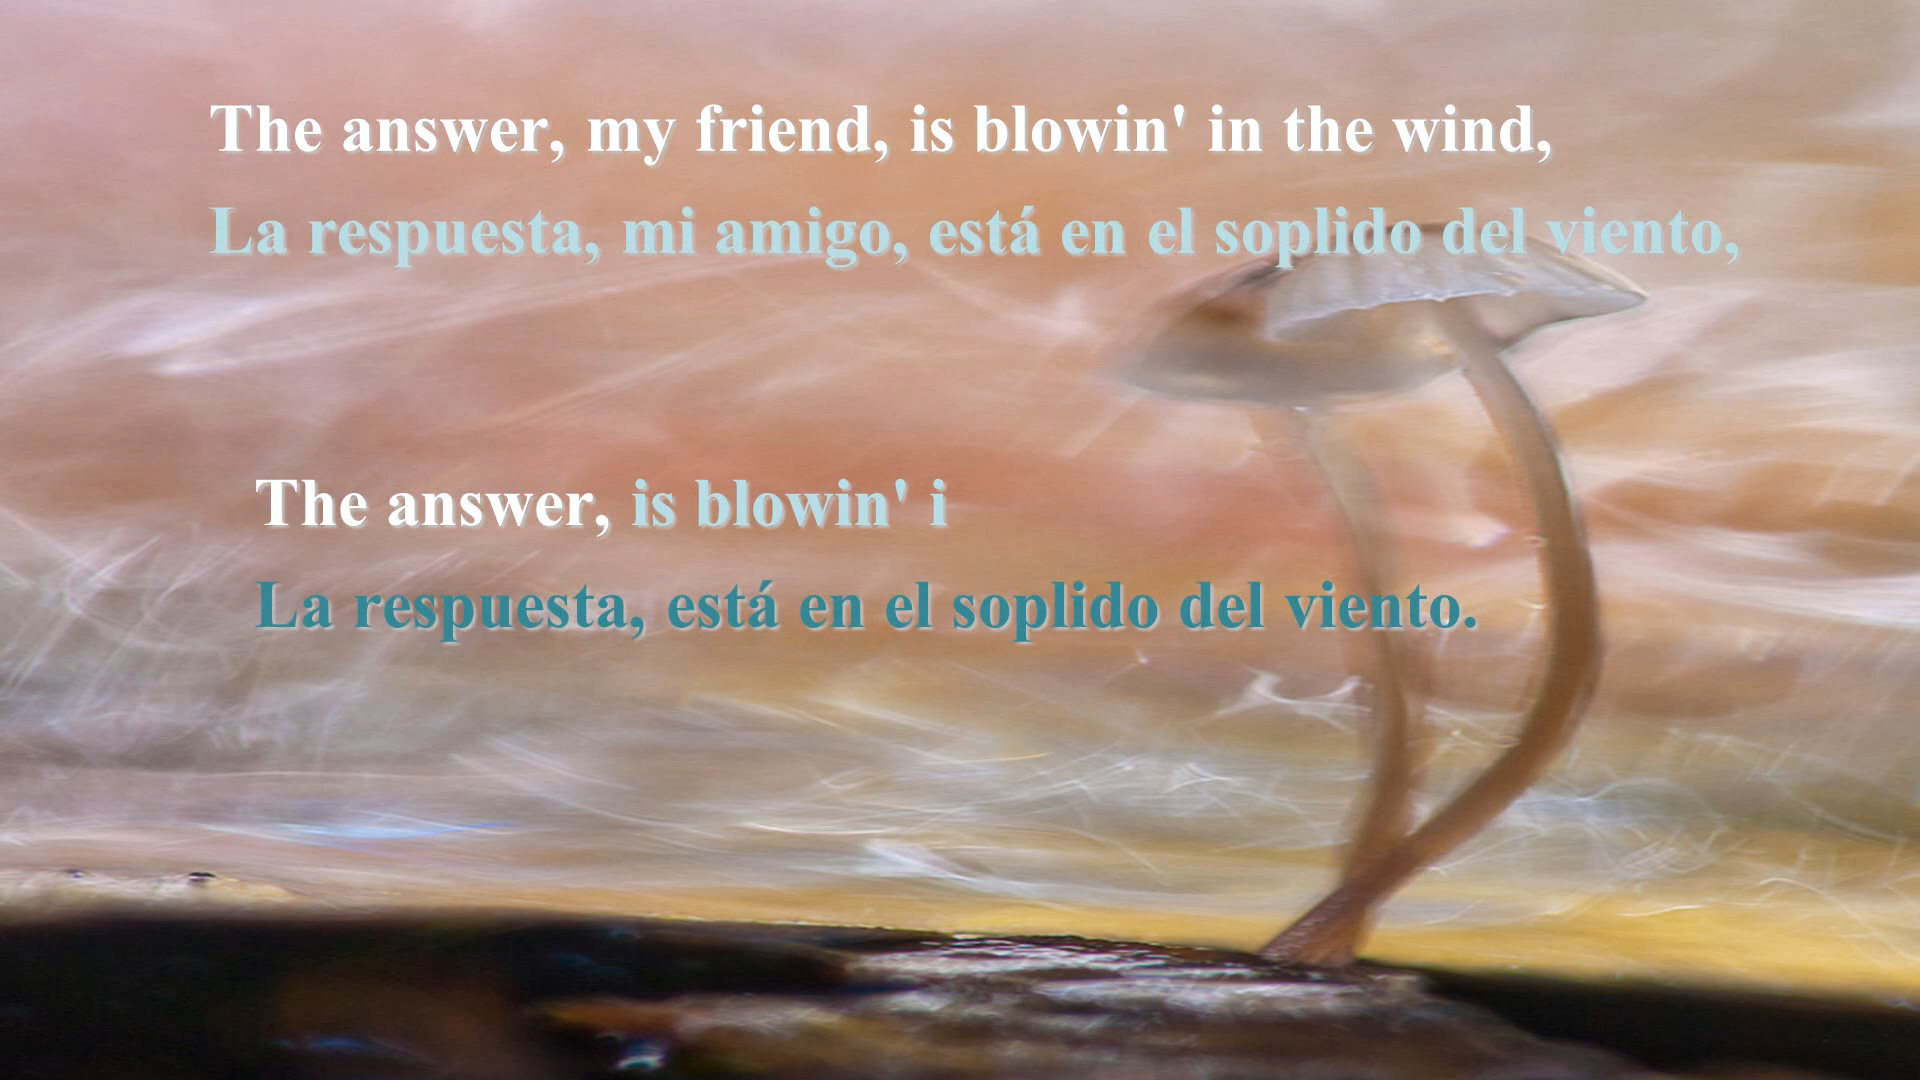 The answer, my friend, is blowin' in the wind,
La respuesta, mi amigo, está en el soplido del viento,
The answer, is blowin' i
La respuesta, está en el soplido del viento.